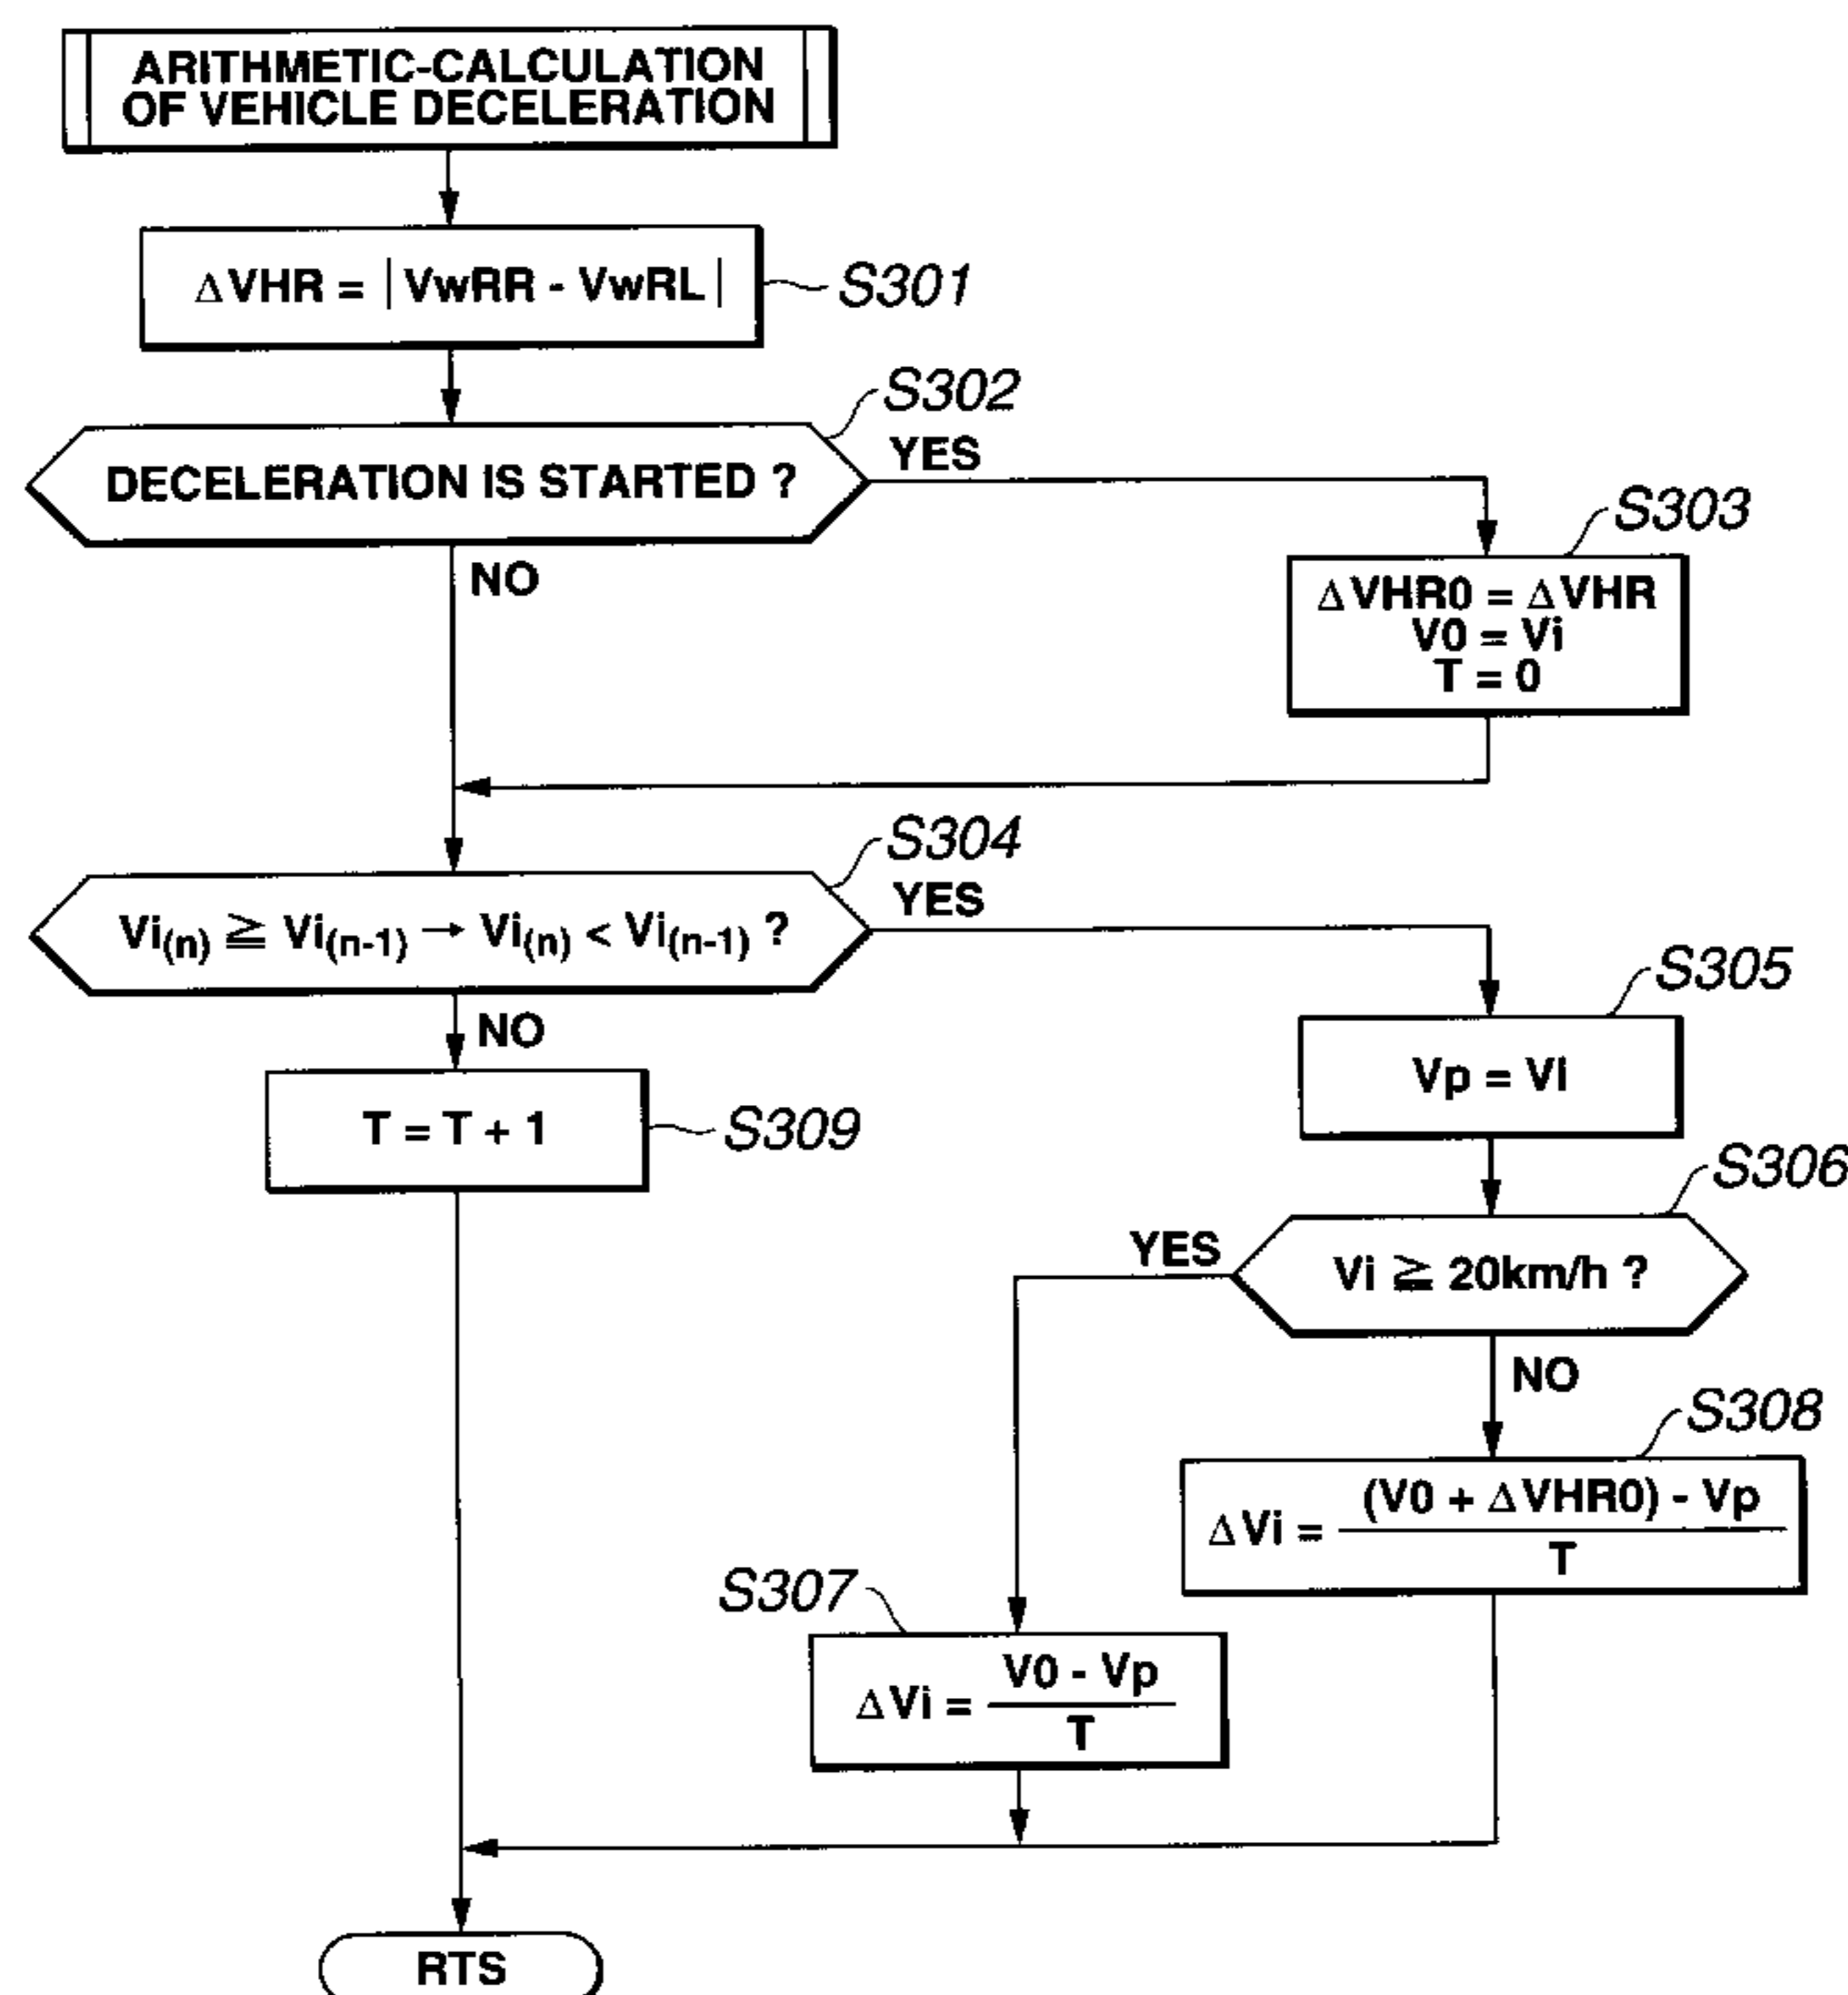 ARITHMETIC-CALCULATION
OF VEHICLE DECELERATION
ΔVHR = | VwRR - VwRL |
S301
S302
DECELERATION IS STARTED ?
YES
NO
S303
ΔVHR0 = ΔVHR
V0 = Vi
T = 0
S304
Vi(n) ≧ Vi(n-1) → Vi(n) < Vi(n-1) ?
YES
NO
S305
Vp = Vi
T = T + 1
S309
S306
Vi ≧ 20km/h ?
YES
NO
S308
ΔVi = (V0 + ΔVHR0) - Vp
T
S307
ΔVi = V0 - Vp
T
RTS